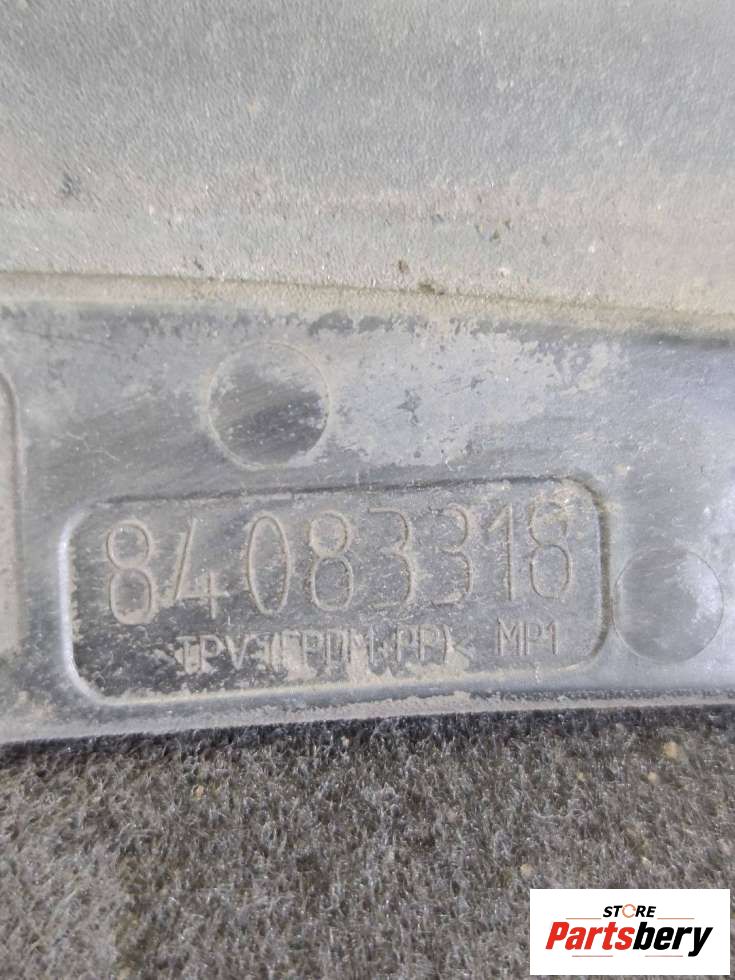 84083318
>TPV-(EPDM+PP)< MP1
STORE
Partsbery